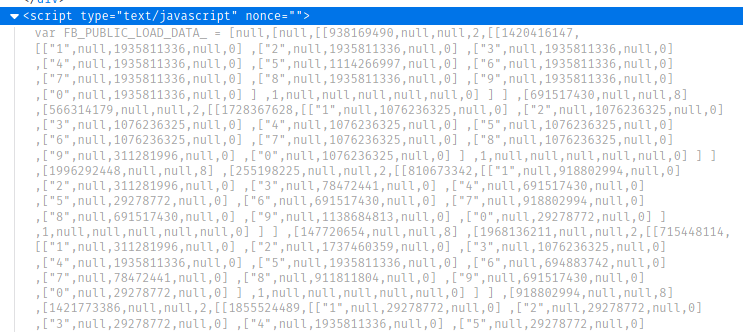 </div>
<script type="text/javascript" nonce="">
var FB_PUBLIC_LOAD_DATA_ = [null,[null,[[938169490,null,null,2,[[1420416147,
[["1",null,1935811336,null,0] ,["2",null,1935811336,null,0] ,["3",null,1935811336,null,0]
,["4",null,1935811336,null,0] ,["5",null,1114266997,null,0] ,["6",null,1935811336,null,0]
,["7",null,1935811336,null,0] ,["8",null,1935811336,null,0] ,["9",null,1935811336,null,0]
,["0",null,1935811336,null,0] ] ,1,null,null,null,null,null,0] ] ] ,[691517430,null,null,8]
,[566314179,null,null,2,[[1728367628,[["1",null,1076236325,null,0] ,["2",null,1076236325,null,0]
,["3",null,1076236325,null,0] ,["4",null,1076236325,null,0] ,["5",null,1076236325,null,0]
,["6",null,1076236325,null,0] ,["7",null,1076236325,null,0] ,["8",null,1076236325,null,0]
,["9",null,311281996,null,0] ,["0",null,1076236325,null,0] ] ,1,null,null,null,null,null,0] ] ]
,[1996292448,null,null,8] ,[255198225,null,null,2,[[810673342,[["1",null,918802994,null,0]
,["2",null,311281996,null,0] ,["3",null,78472441,null,0] ,["4",null,691517430,null,0]
,["5",null,29278772,null,0] ,["6",null,691517430,null,0] ,["7",null,918802994,null,0]
,["8",null,691517430,null,0] ,["9",null,1138684813,null,0] ,["0",null,29278772,null,0] ]
,1,null,null,null,null,null,0] ] ] ,[147720654,null,null,8] ,[1968136211,null,null,2,[[715448114,
[["1",null,311281996,null,0] ,["2",null,1737460359,null,0] ,["3",null,1076236325,null,0]
,["4",null,1935811336,null,0] ,["5",null,1935811336,null,0] ,["6",null,694883742,null,0]
,["7",null,78472441,null,0] ,["8",null,911811804,null,0] ,["9",null,691517430,null,0]
,["0",null,29278772,null,0] ] ,1,null,null,null,null,null,0] ] ] ,[918802994,null,null,8]
,[1421773386,null,null,2,[[1855524489,[["1",null,29278772,null,0] ,["2",null,29278772,null,0]
,["3",null,29278772,null,0] ,["4",null,1935811336,null,0] ,["5",null,29278772,null,0]